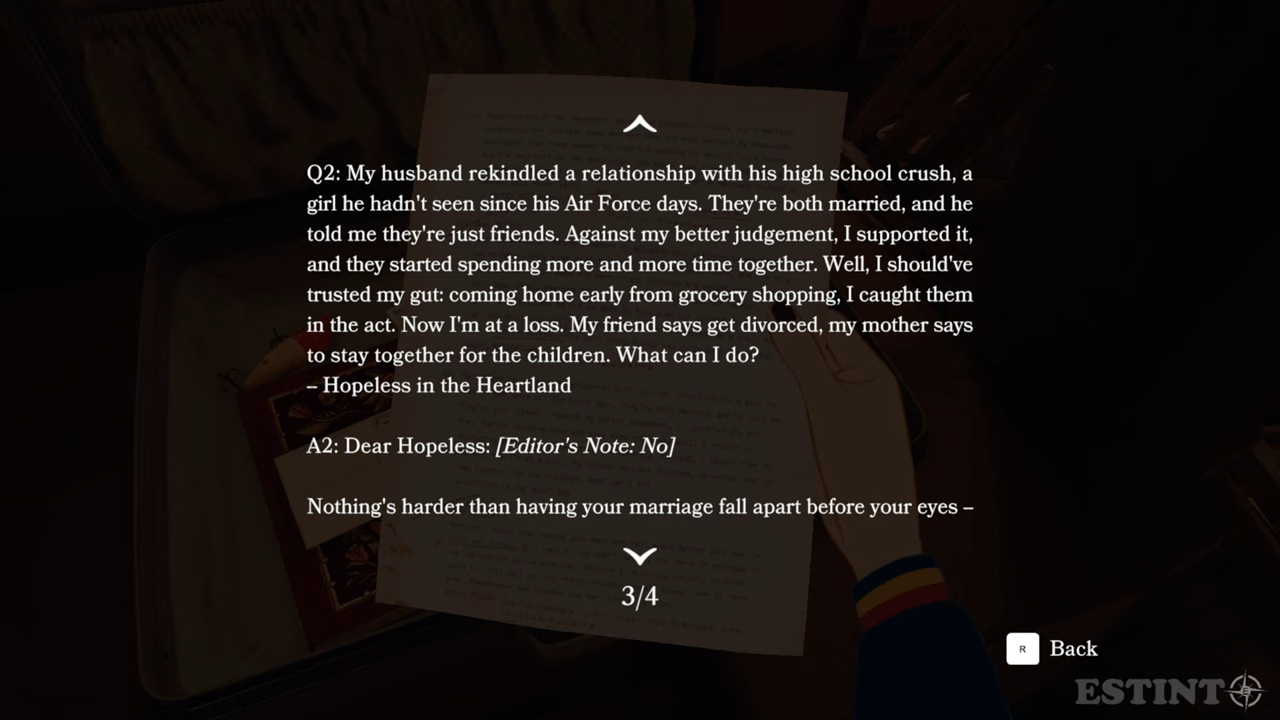 Q2: My husband rekindled a relationship with his high school crush, a
girl he hadn't seen since his Air Force days. They're both married, and he
told me they're just friends. Against my better judgement, I supported it,
and they started spending more and more time together. Well, I should've
trusted my gut: coming home early from grocery shopping, I caught them
in the act. Now I'm at a loss. My friend says get divorced, my mother says
to stay together for the children. What can I do?
– Hopeless in the Heartland
A2: Dear Hopeless: [Editor's Note: No]
Nothing's harder than having your marriage fall apart before your eyes –
3/4
R Back
ESTINT